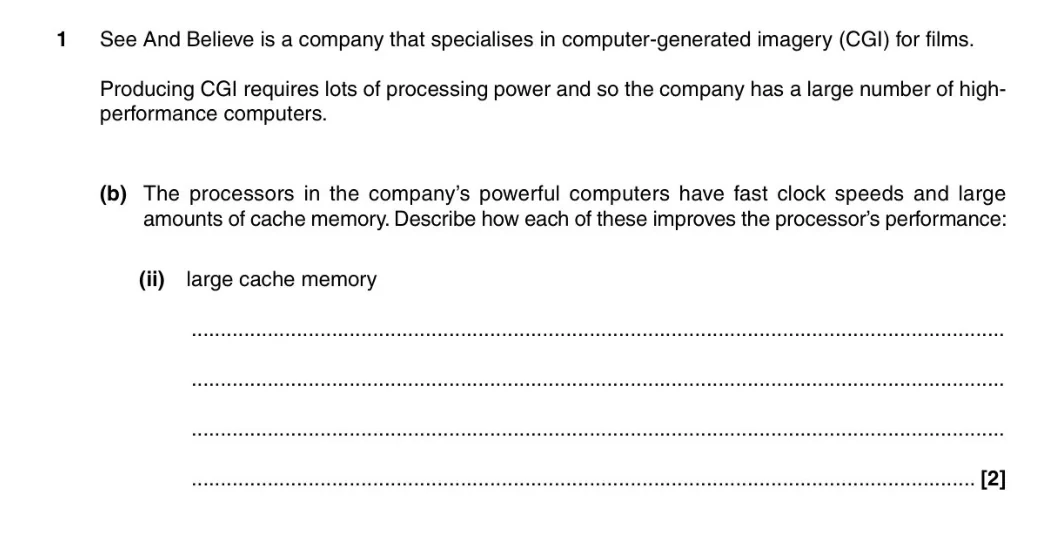 1 See And Believe is a company that specialises in computer-generated imagery (CGI) for films.
Producing CGI requires lots of processing power and so the company has a large number of high-
performance computers.
(b) The processors in the company's powerful computers have fast clock speeds and large
amounts of cache memory. Describe how each of these improves the processor's performance:
(ii) large cache memory
....................................................................................................
....................................................................................................
....................................................................................................
.................................................................................................... [2]